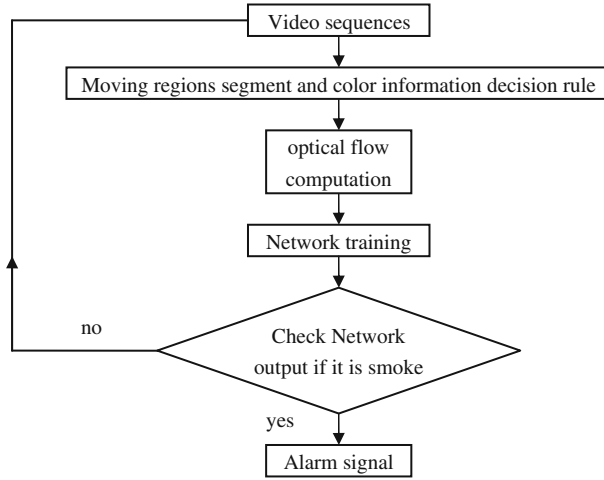 Video sequences
Moving regions segment and color information decision rule
optical flow
computation
Network training
no
Check Network
output if it is smoke
yes
Alarm signal